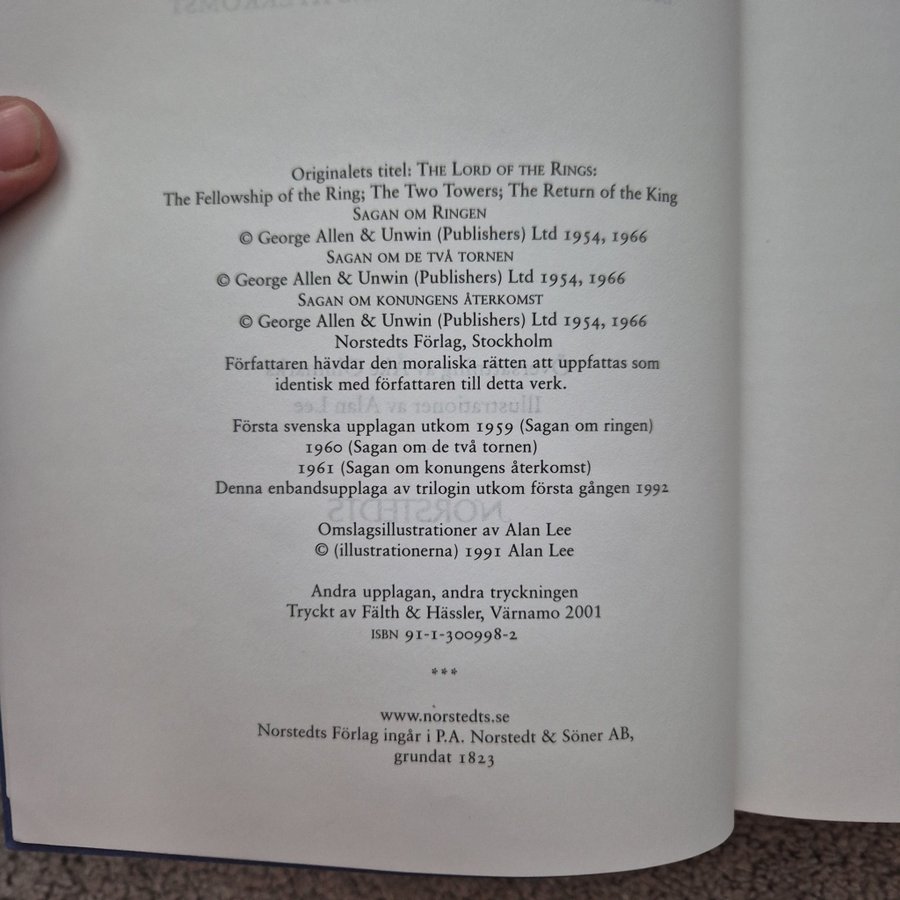 Originalets titel: THE LORD OF THE RINGS:
The Fellowship of the Ring; The Two Towers; The Return of the King
SAGAN OM RINGEN
© George Allen & Unwin (Publishers) Ltd 1954, 1966
SAGAN OM DE TVÅ TORNEN
© George Allen & Unwin (Publishers) Ltd 1954, 1966
SAGAN OM KONUNGENS ÅTERKOMST
© George Allen & Unwin (Publishers) Ltd 1954, 1966
Norstedts Förlag, Stockholm
Författaren hävdar den moraliska rätten att uppfattas som
identisk med författaren till detta verk.
Illustrationer av Alan Lee
Första svenska upplagan utkom 1959 (Sagan om ringen)
1960 (Sagan om de två tornen)
1961 (Sagan om konungens återkomst)
Denna enbandsupplaga av trilogin utkom första gången 1992
NORSTEDTS
Omslagsillustrationer av Alan Lee
© (illustrationerna) 1991 Alan Lee
Andra upplagan, andra tryckningen
Tryckt av Fälth & Hässler, Värnamo 2001
ISBN 91-1-300998-2
***
www.norstedts.se
Norstedts Förlag ingår i P.A. Norstedt & Söner AB,
grundat 1823